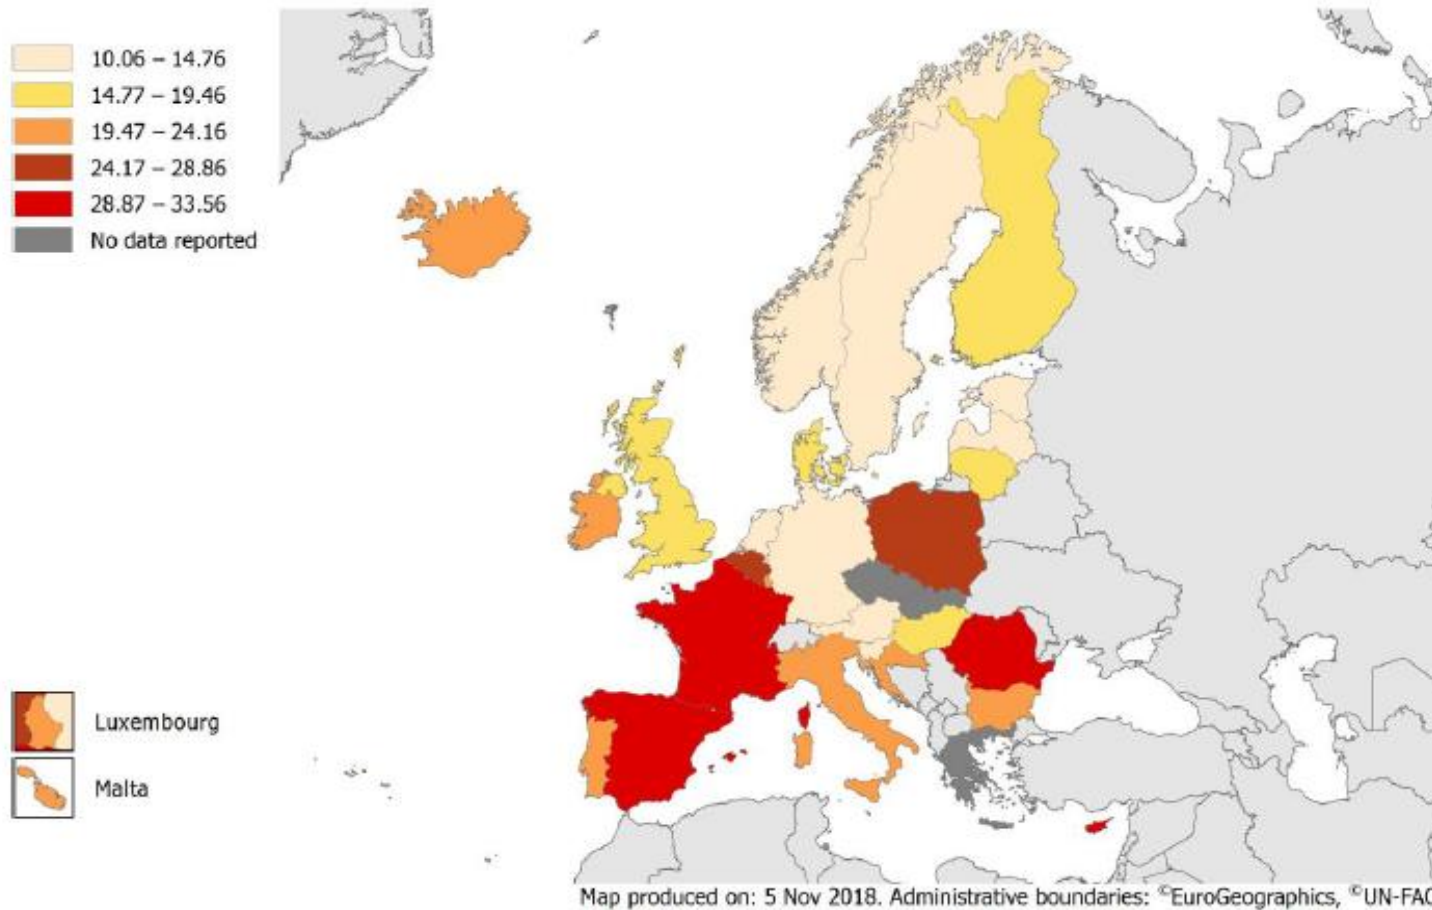 10.06 – 14.76
14.77 – 19.46
19.47 – 24.16
24.17 – 28.86
28.87 – 33.56
No data reported
Luxembourg
Malta
Map produced on: 5 Nov 2018. Administrative boundaries: ©EuroGeographics, ©UN-FAO